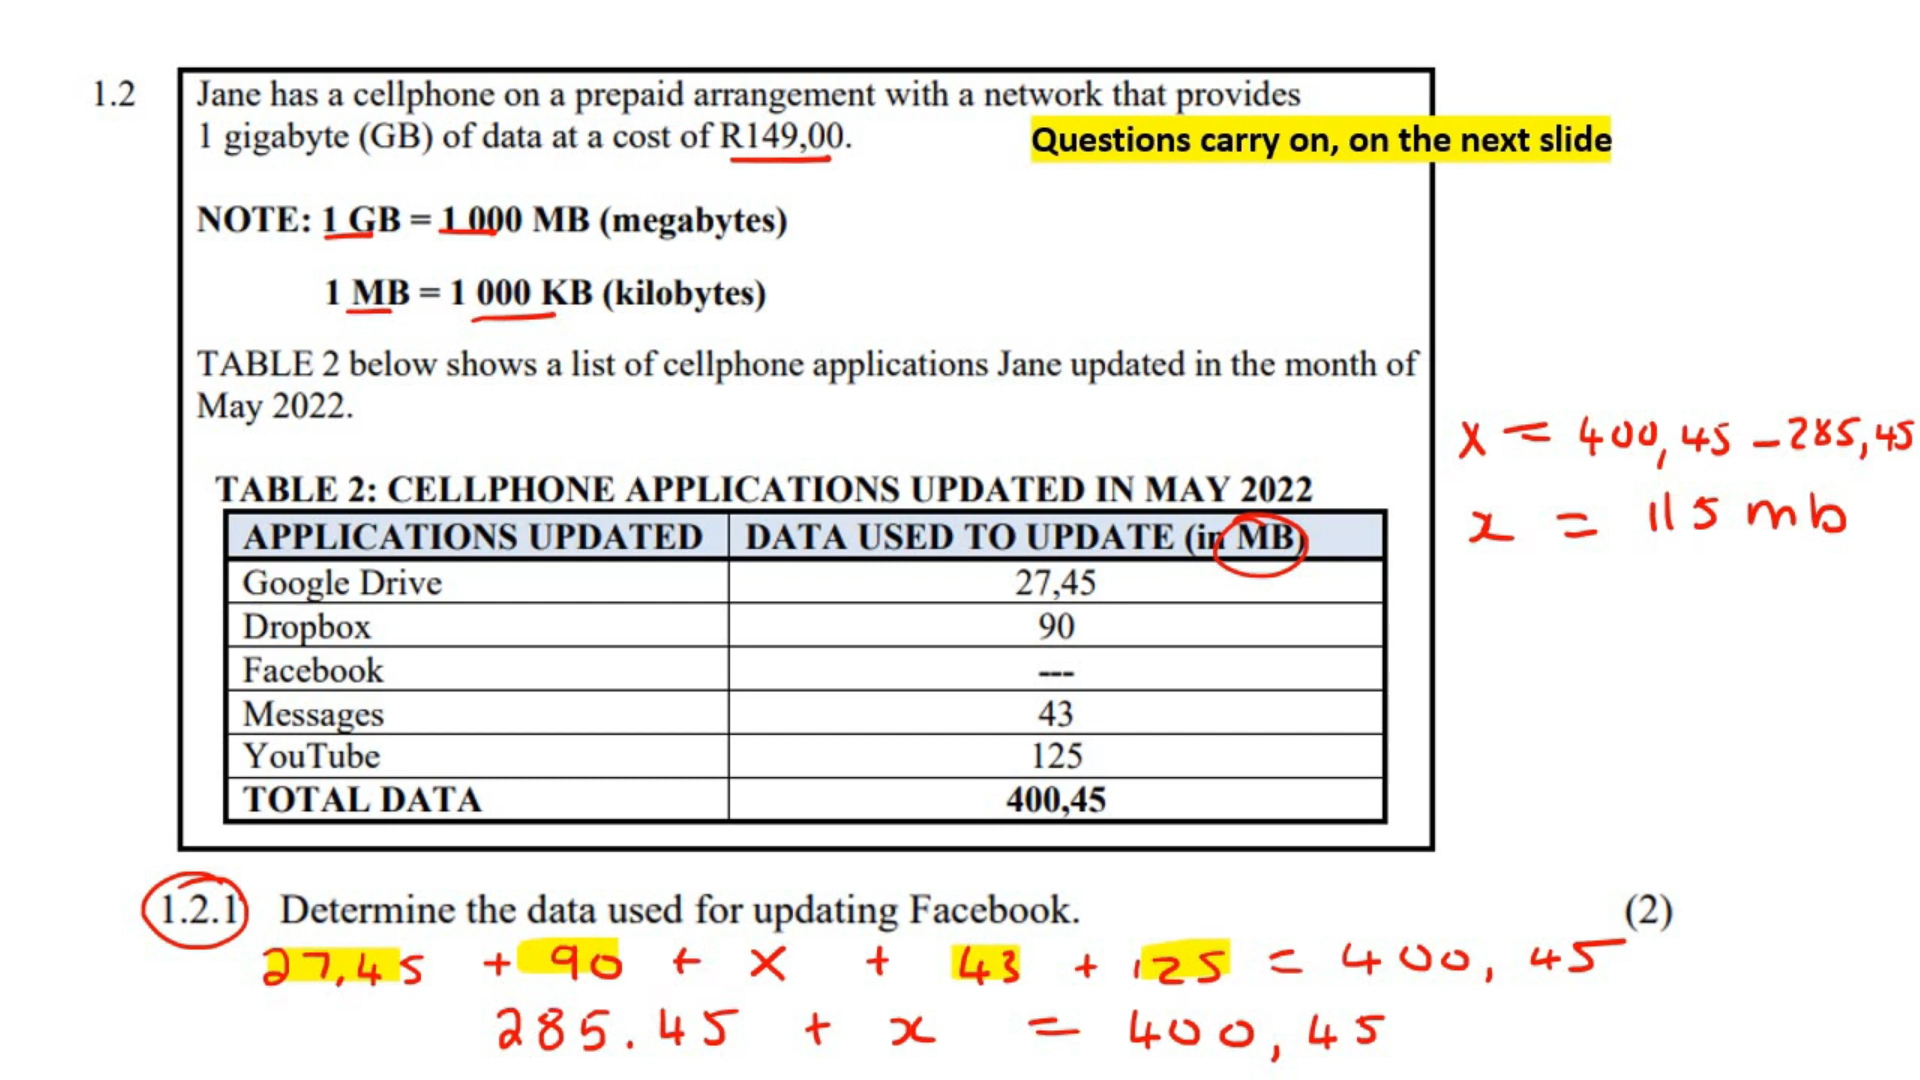 1.2 Jane has a cellphone on a prepaid arrangement with a network that provides
1 gigabyte (GB) of data at a cost of R149,00.
Questions carry on, on the next slide
NOTE: 1 GB = 1 000 MB (megabytes)
1 MB = 1 000 KB (kilobytes)
TABLE 2 below shows a list of cellphone applications Jane updated in the month of
May 2022.
x = 400,45 - 285,45
x = 115 mb
TABLE 2: CELLPHONE APPLICATIONS UPDATED IN MAY 2022
APPLICATIONS UPDATED DATA USED TO UPDATE (in MB)
Google Drive 27,45
Dropbox 90
Facebook ---
Messages 43
YouTube 125
TOTAL DATA 400,45
1.2.1 Determine the data used for updating Facebook. (2)
27,45 + 90 + x + 43 + 125 = 400,45
285.45 + x = 400,45